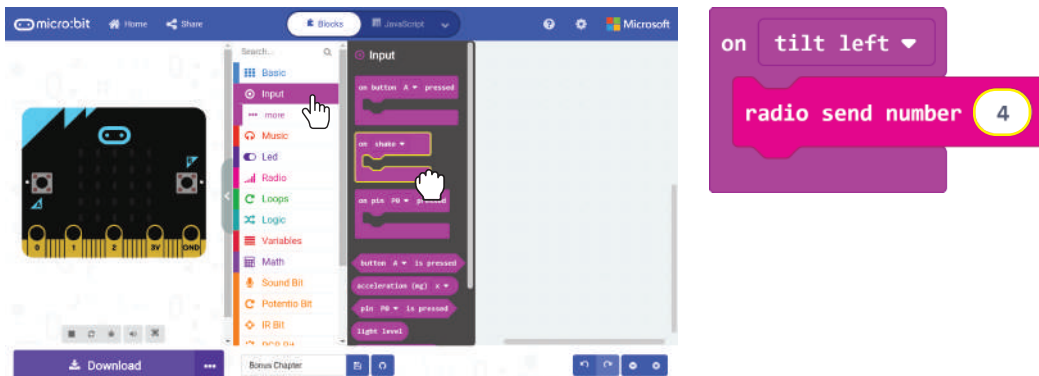 micro:bit Home Share Blocks JavaScript Microsoft
Search...
Basic
Input
more
Music
Led
Radio
Loops
Logic
Variables
Math
Sound Bit
Potentio Bit
IR Bit
Input
on button A pressed
on shake
on pin P0 pressed
button A is pressed
acceleration (mg) x
pin P0 is pressed
light level
0 1 2 3V GND
Download
Bonus Chapter
on tilt left
radio send number 4